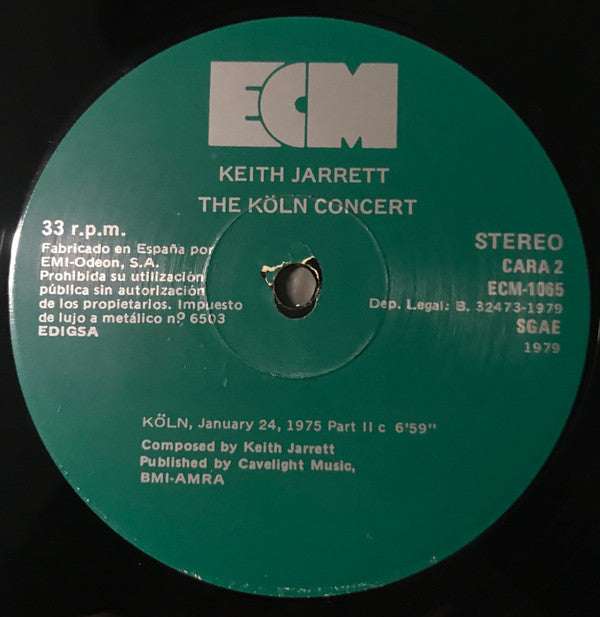 ECM
KEITH JARRETT
THE KÖLN CONCERT
33 r.p.m.
Fabricado en España por
EMI-Odeon, S.A.
Prohibida su utilización
pública sin autorización
de los propietarios. Impuesto
de lujo a metálico nº 6503
EDIGSA
STEREO
CARA 2
ECM-1065
Dep. Legal: B. 32473-1979
SGAE
1979
KÖLN, January 24, 1975 Part II c 6'59"
Composed by Keith Jarrett
Published by Cavelight Music,
BMI-AMRA